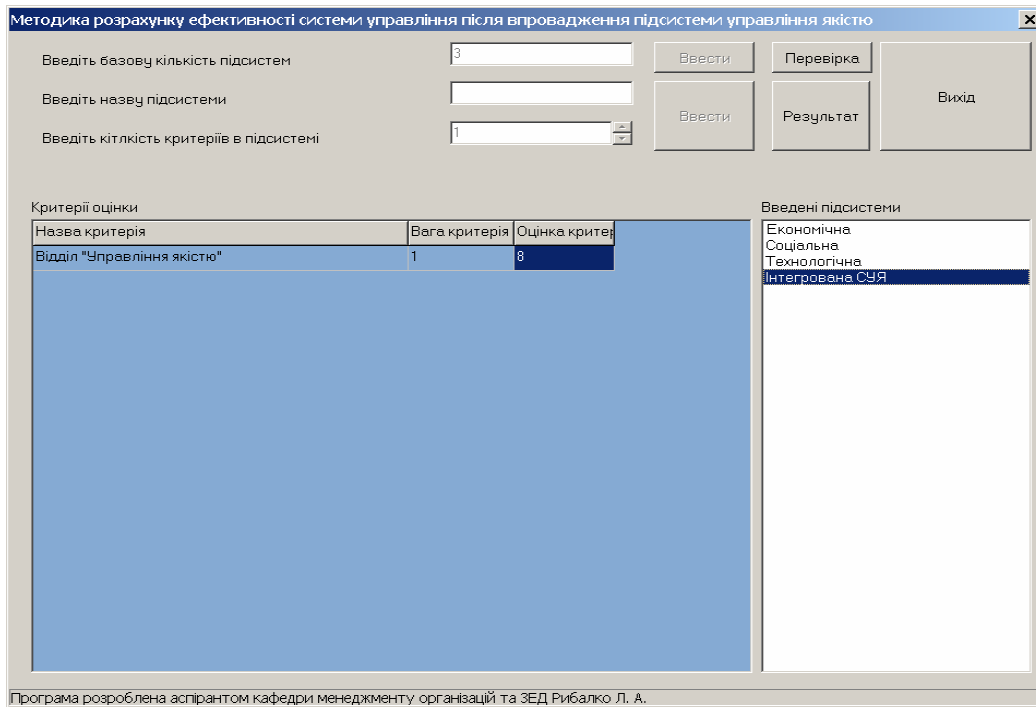 Методика розрахунку ефективності системи управління після впровадження підсистеми управління якістю
Введіть базову кількість підсистем
3
Ввести
Перевірка
Вихід
Введіть назву підсистеми
Ввести
Результат
Введіть кітлкість критеріїв в підсистемі
1
Критерії оцінки
Введені підсистеми
Назва критерія Вага критерія Оцінка критер
Відділ "Управління якістю" 1 8
Економічна
Соціальна
Технологічна
Інтегрована СУЯ
Програма розроблена аспірантом кафедри менеджменту організацій та ЗЕД Рибалко Л. А.